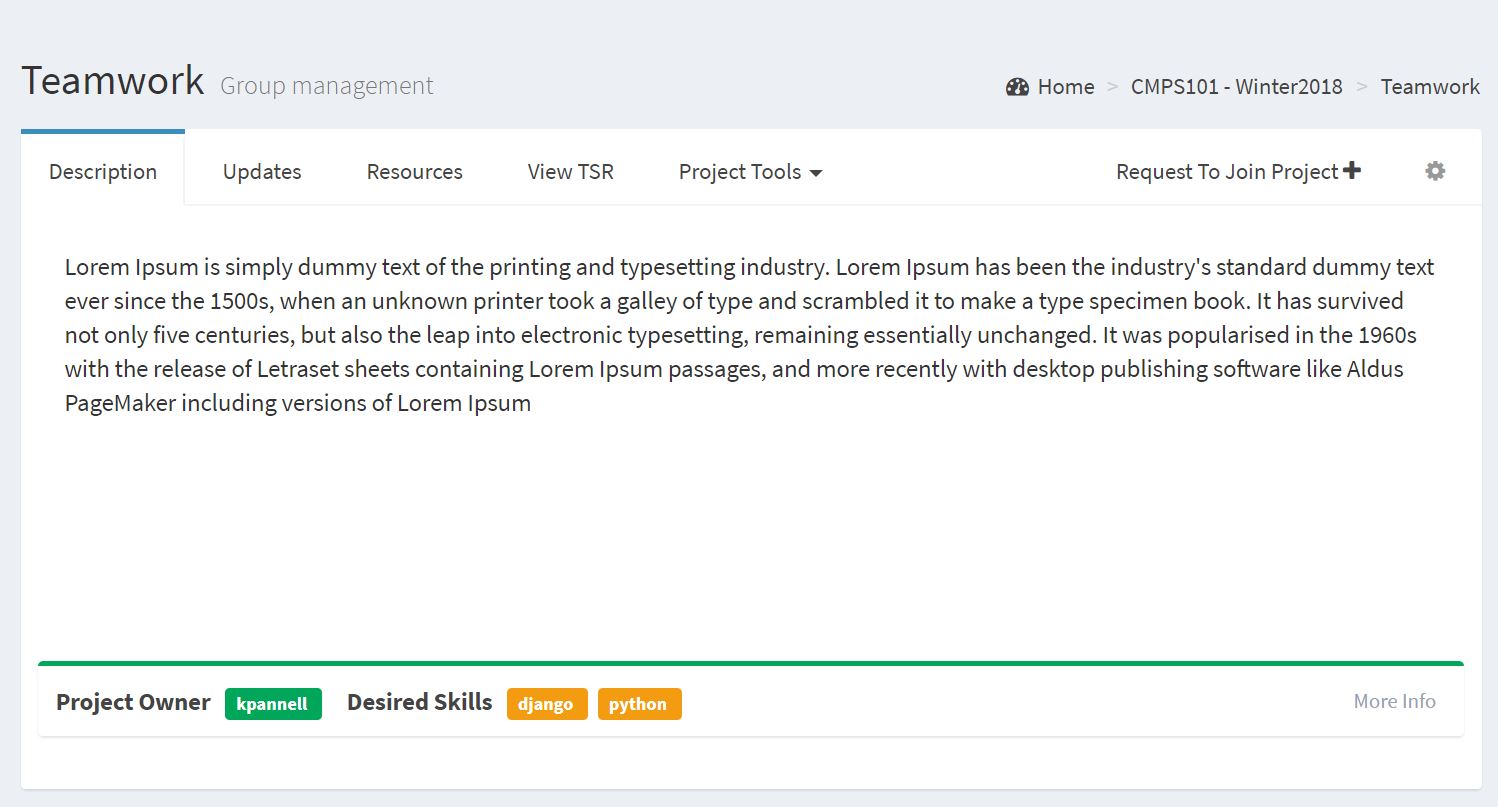 Teamwork Group management
Home > CMPS101 - Winter2018 > Teamwork
Description Updates Resources View TSR Project Tools Request To Join Project
Lorem Ipsum is simply dummy text of the printing and typesetting industry. Lorem Ipsum has been the industry's standard dummy text
ever since the 1500s, when an unknown printer took a galley of type and scrambled it to make a type specimen book. It has survived
not only five centuries, but also the leap into electronic typesetting, remaining essentially unchanged. It was popularised in the 1960s
with the release of Letraset sheets containing Lorem Ipsum passages, and more recently with desktop publishing software like Aldus
PageMaker including versions of Lorem Ipsum
Project Owner kpannell Desired Skills django python More Info